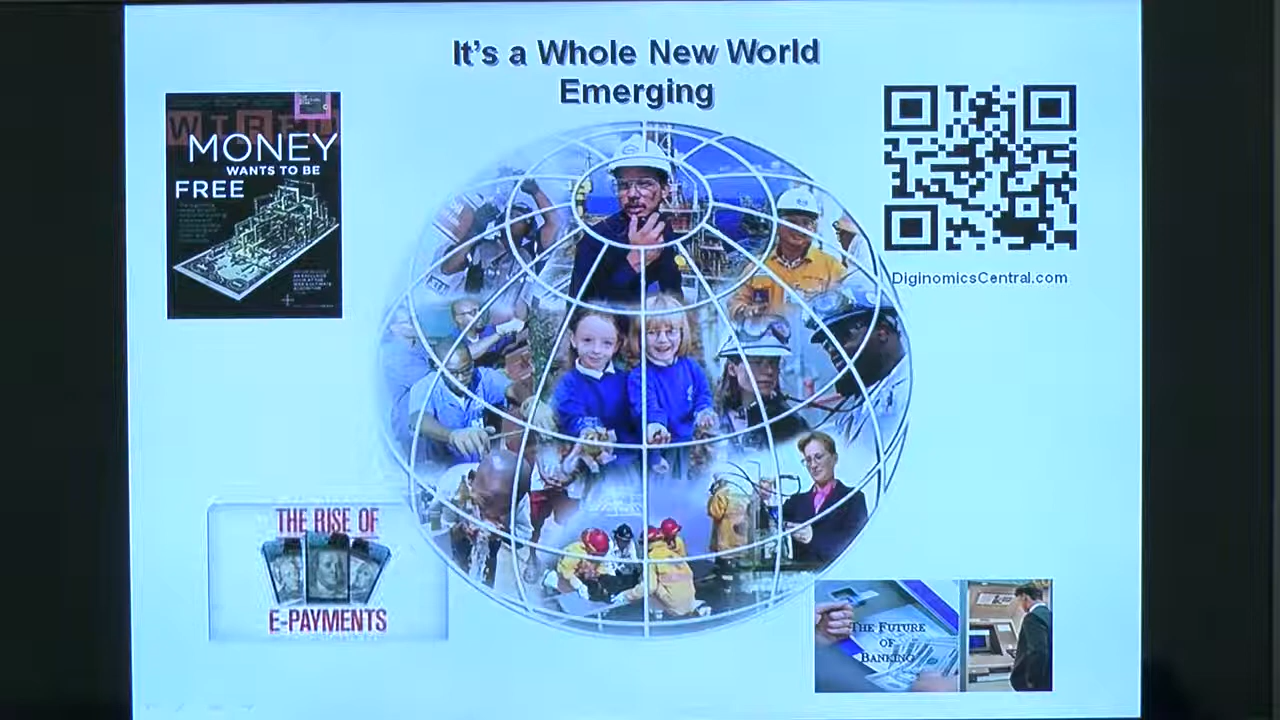 It's a Whole New World
Emerging
WIRED
MONEY
WANTS TO BE
FREE
DiginomicsCentral.com
THE RISE OF
E-PAYMENTS
THE FUTURE
OF
BANKING